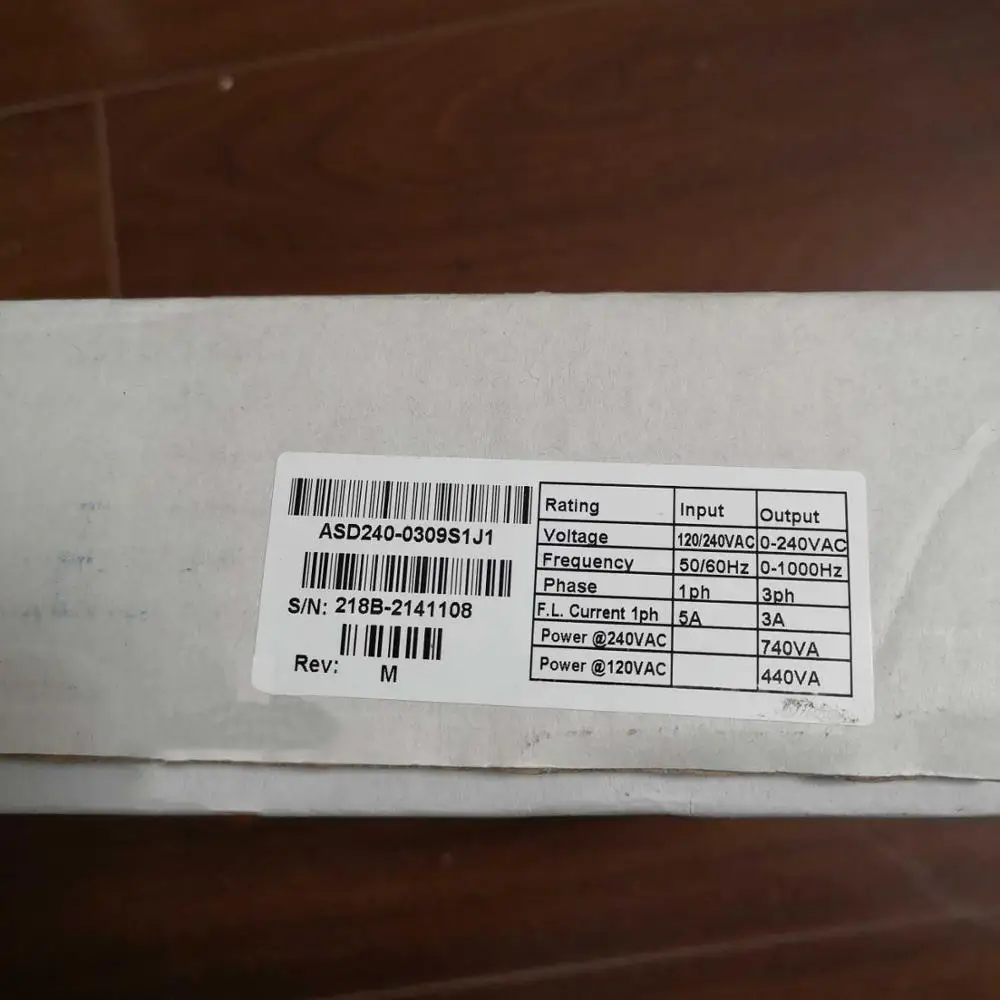 ASD240-0309S1J1
S/N: 218B-2141108
Rev: M
Rating Input Output
Voltage 120/240VAC 0-240VAC
Frequency 50/60Hz 0-1000Hz
Phase 1ph 3ph
F.L. Current 1ph 5A 3A
Power @240VAC 740VA
Power @120VAC 440VA